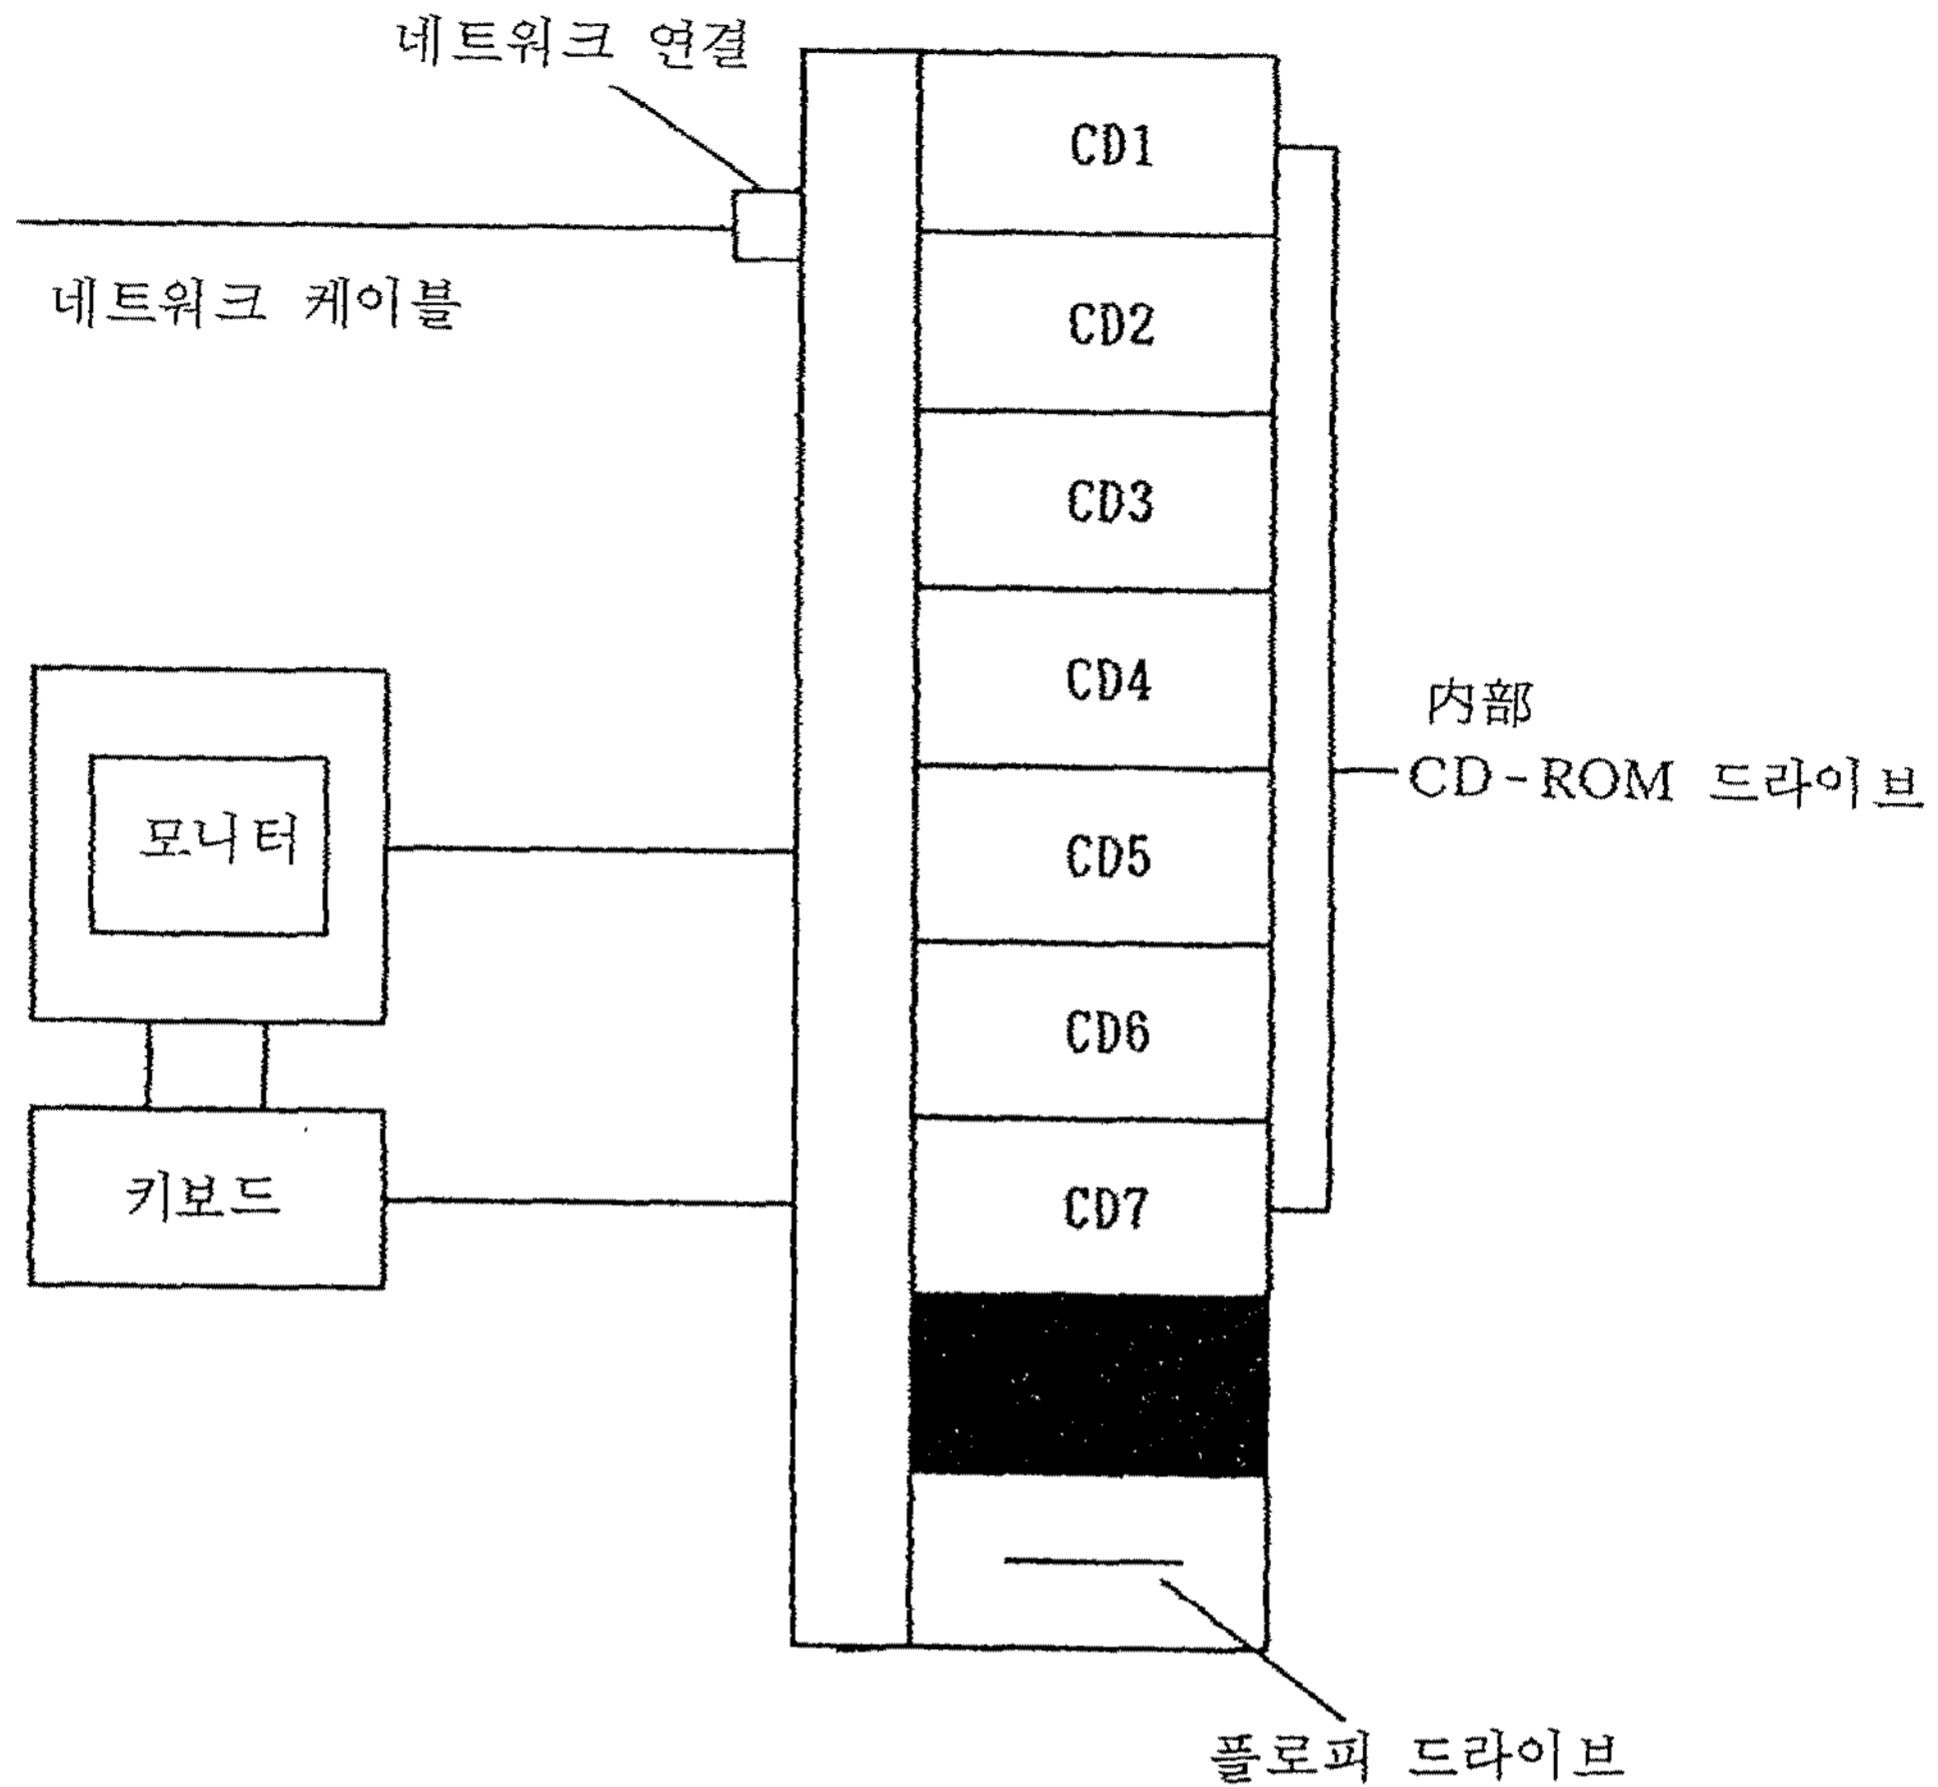 네트워크 연결
CD1
네트워크 케이블
CD2
CD3
CD4
内部
CD-ROM 드라이브
모니터
CD5
CD6
키보드
CD7
플로피 드라이브